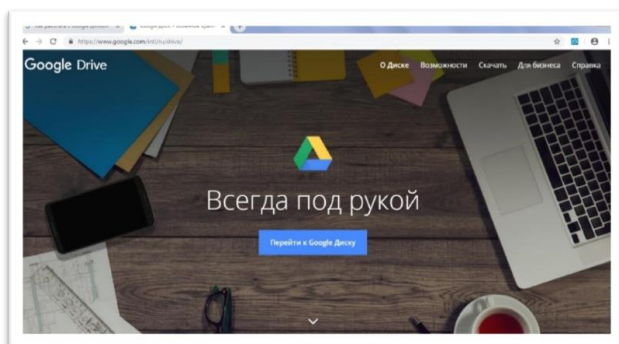 https://www.google.com/intl/ru/drive/
Google Drive
О Диске Возможности Скачать Для бизнеса Справка
Всегда под рукой
Перейти к Google Диску